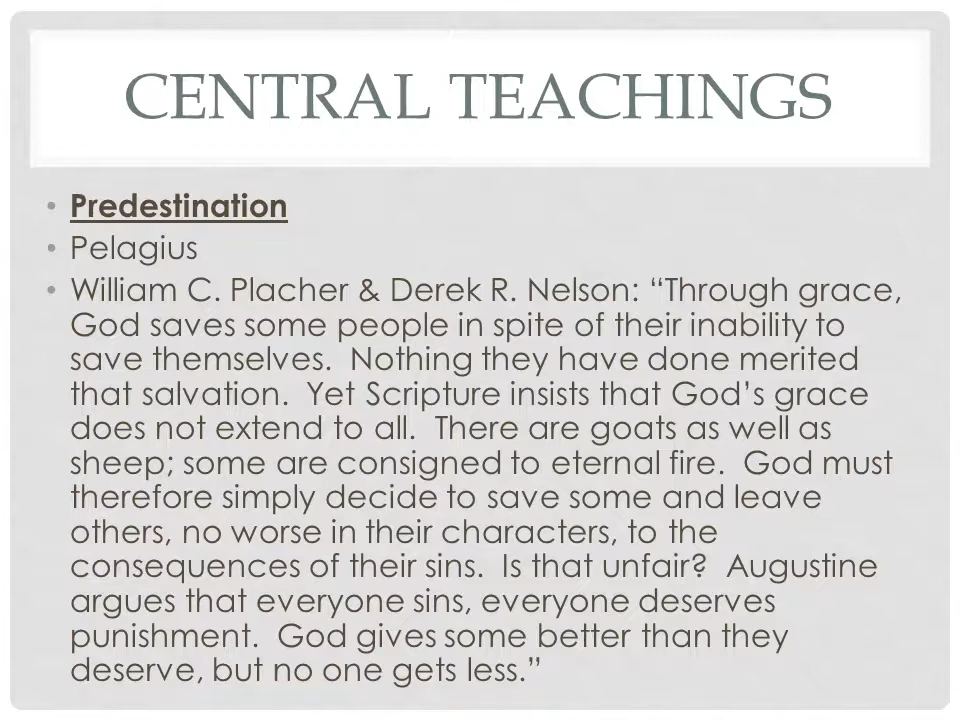 CENTRAL TEACHINGS
• Predestination
• Pelagius
• William C. Placher & Derek R. Nelson: “Through grace,
God saves some people in spite of their inability to
save themselves.  Nothing they have done merited
that salvation.  Yet Scripture insists that God’s grace
does not extend to all.  There are goats as well as
sheep; some are consigned to eternal fire.  God must
therefore simply decide to save some and leave
others, no worse in their characters, to the
consequences of their sins.  Is that unfair?  Augustine
argues that everyone sins, everyone deserves
punishment.  God gives some better than they
deserve, but no one gets less.”